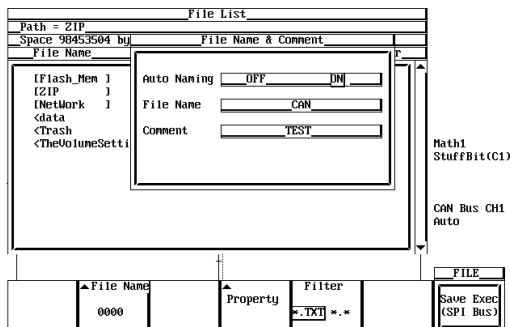 File List
Path = ZIP
Space 98453504 by
File Name & Comment
File Name
r
[Flash_Mem ]
[ZIP ]
[NetWork ]
<data
<Trash
<TheVolumeSetti
Auto Naming OFF ON
File Name CAN
Comment TEST
Math1
StuffBit(C1)
CAN Bus CH1
Auto
FILE
File Name
0000
Property
Filter
*.TXT *.*
Save Exec
(SPI Bus)